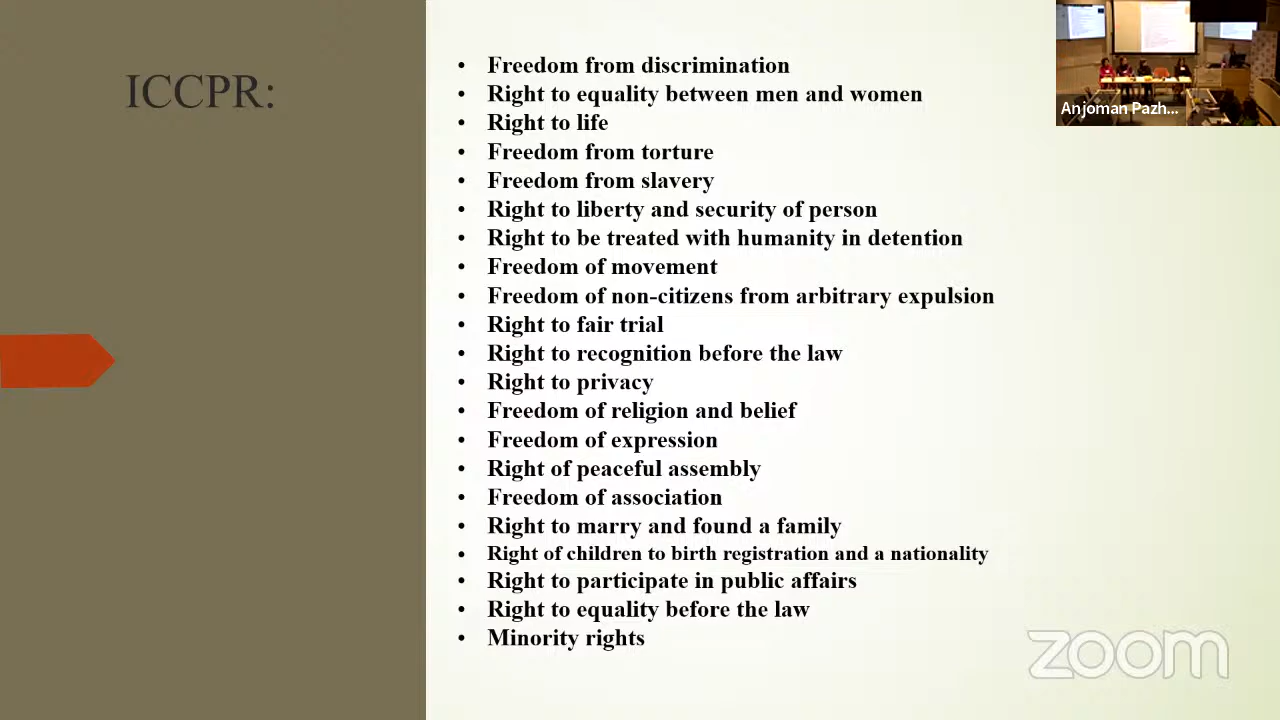 ICCPR:
• Freedom from discrimination
• Right to equality between men and women
• Right to life
• Freedom from torture
• Freedom from slavery
• Right to liberty and security of person
• Right to be treated with humanity in detention
• Freedom of movement
• Freedom of non-citizens from arbitrary expulsion
• Right to fair trial
• Right to recognition before the law
• Right to privacy
• Freedom of religion and belief
• Freedom of expression
• Right of peaceful assembly
• Freedom of association
• Right to marry and found a family
• Right of children to birth registration and a nationality
• Right to participate in public affairs
• Right to equality before the law
• Minority rights
Anjoman Pazh...
zoom